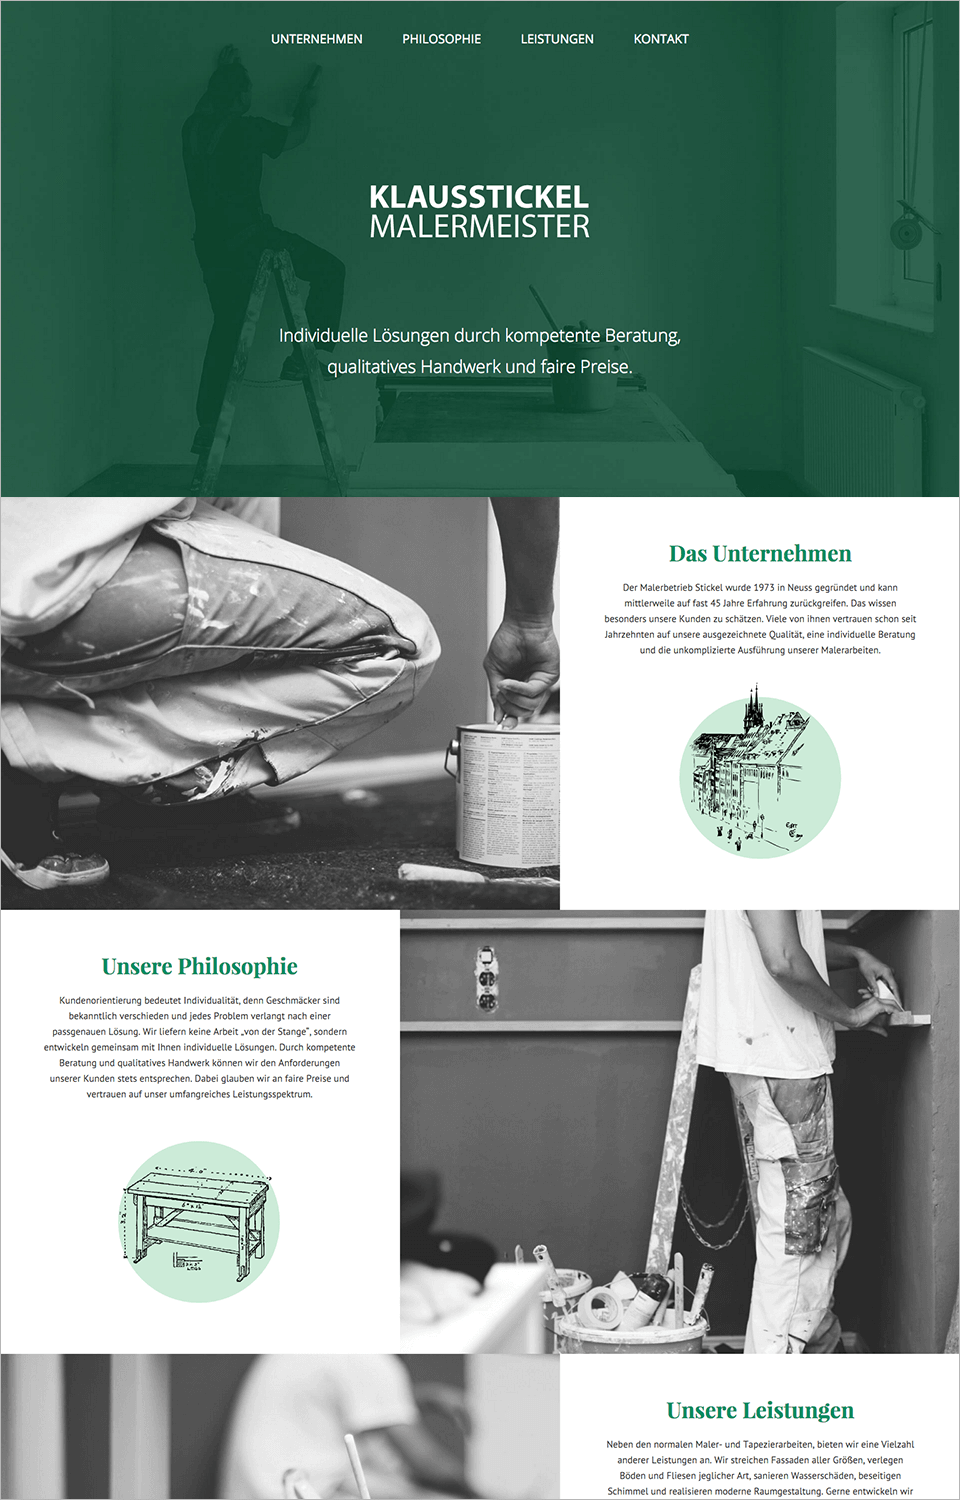 UNTERNEHMEN PHILOSOPHIE LEISTUNGEN KONTAKT
KLAUSSTICKEL
MALERMEISTER
Individuelle Lösungen durch kompetente Beratung,
qualitatives Handwerk und faire Preise.
Das Unternehmen
Der Malerbetrieb Stickel wurde 1973 in Neuss gegründet und kann
mittlerweile auf fast 45 Jahre Erfahrung zurückgreifen. Das wissen
besonders unsere Kunden zu schätzen. Viele von ihnen vertrauen schon seit
Jahrzehnten auf unsere ausgezeichnete Qualität, eine individuelle Beratung
und die unkomplizierte Ausführung unserer Malerarbeiten.
Unsere Philosophie
Kundenorientierung bedeutet Individualität, denn Geschmäcker sind
bekanntlich verschieden und jedes Problem verlangt nach einer
passgenauen Lösung. Wir liefern keine Arbeit „von der Stange“, sondern
entwickeln gemeinsam mit Ihnen individuelle Lösungen. Durch kompetente
Beratung und qualitatives Handwerk können wir den Anforderungen
unserer Kunden stets entsprechen. Dabei glauben wir an faire Preise und
vertrauen auf unser umfangreiches Leistungsspektrum.
Unsere Leistungen
Neben den normalen Maler- und Tapezierarbeiten, bieten wir eine Vielzahl
anderer Leistungen an. Wir streichen Fassaden aller Größen, verlegen
Böden und Fliesen jeglicher Art, sanieren Wasserschäden, beseitigen
Schimmel und realisieren moderne Raumgestaltung. Gerne entwickeln wir